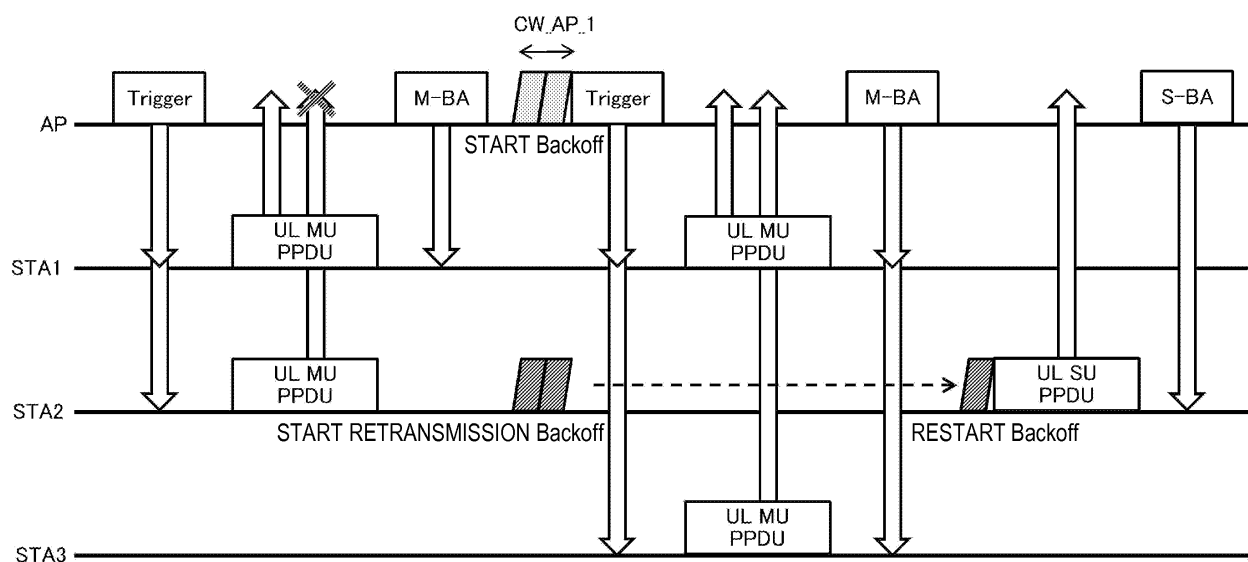 CW_AP_1
Trigger
M-BA
Trigger
M-BA
S-BA
AP
START Backoff
UL MU
PPDU
UL MU
PPDU
STA1
UL MU
PPDU
UL SU
PPDU
STA2
START RETRANSMISSION Backoff
RESTART Backoff
UL MU
PPDU
STA3